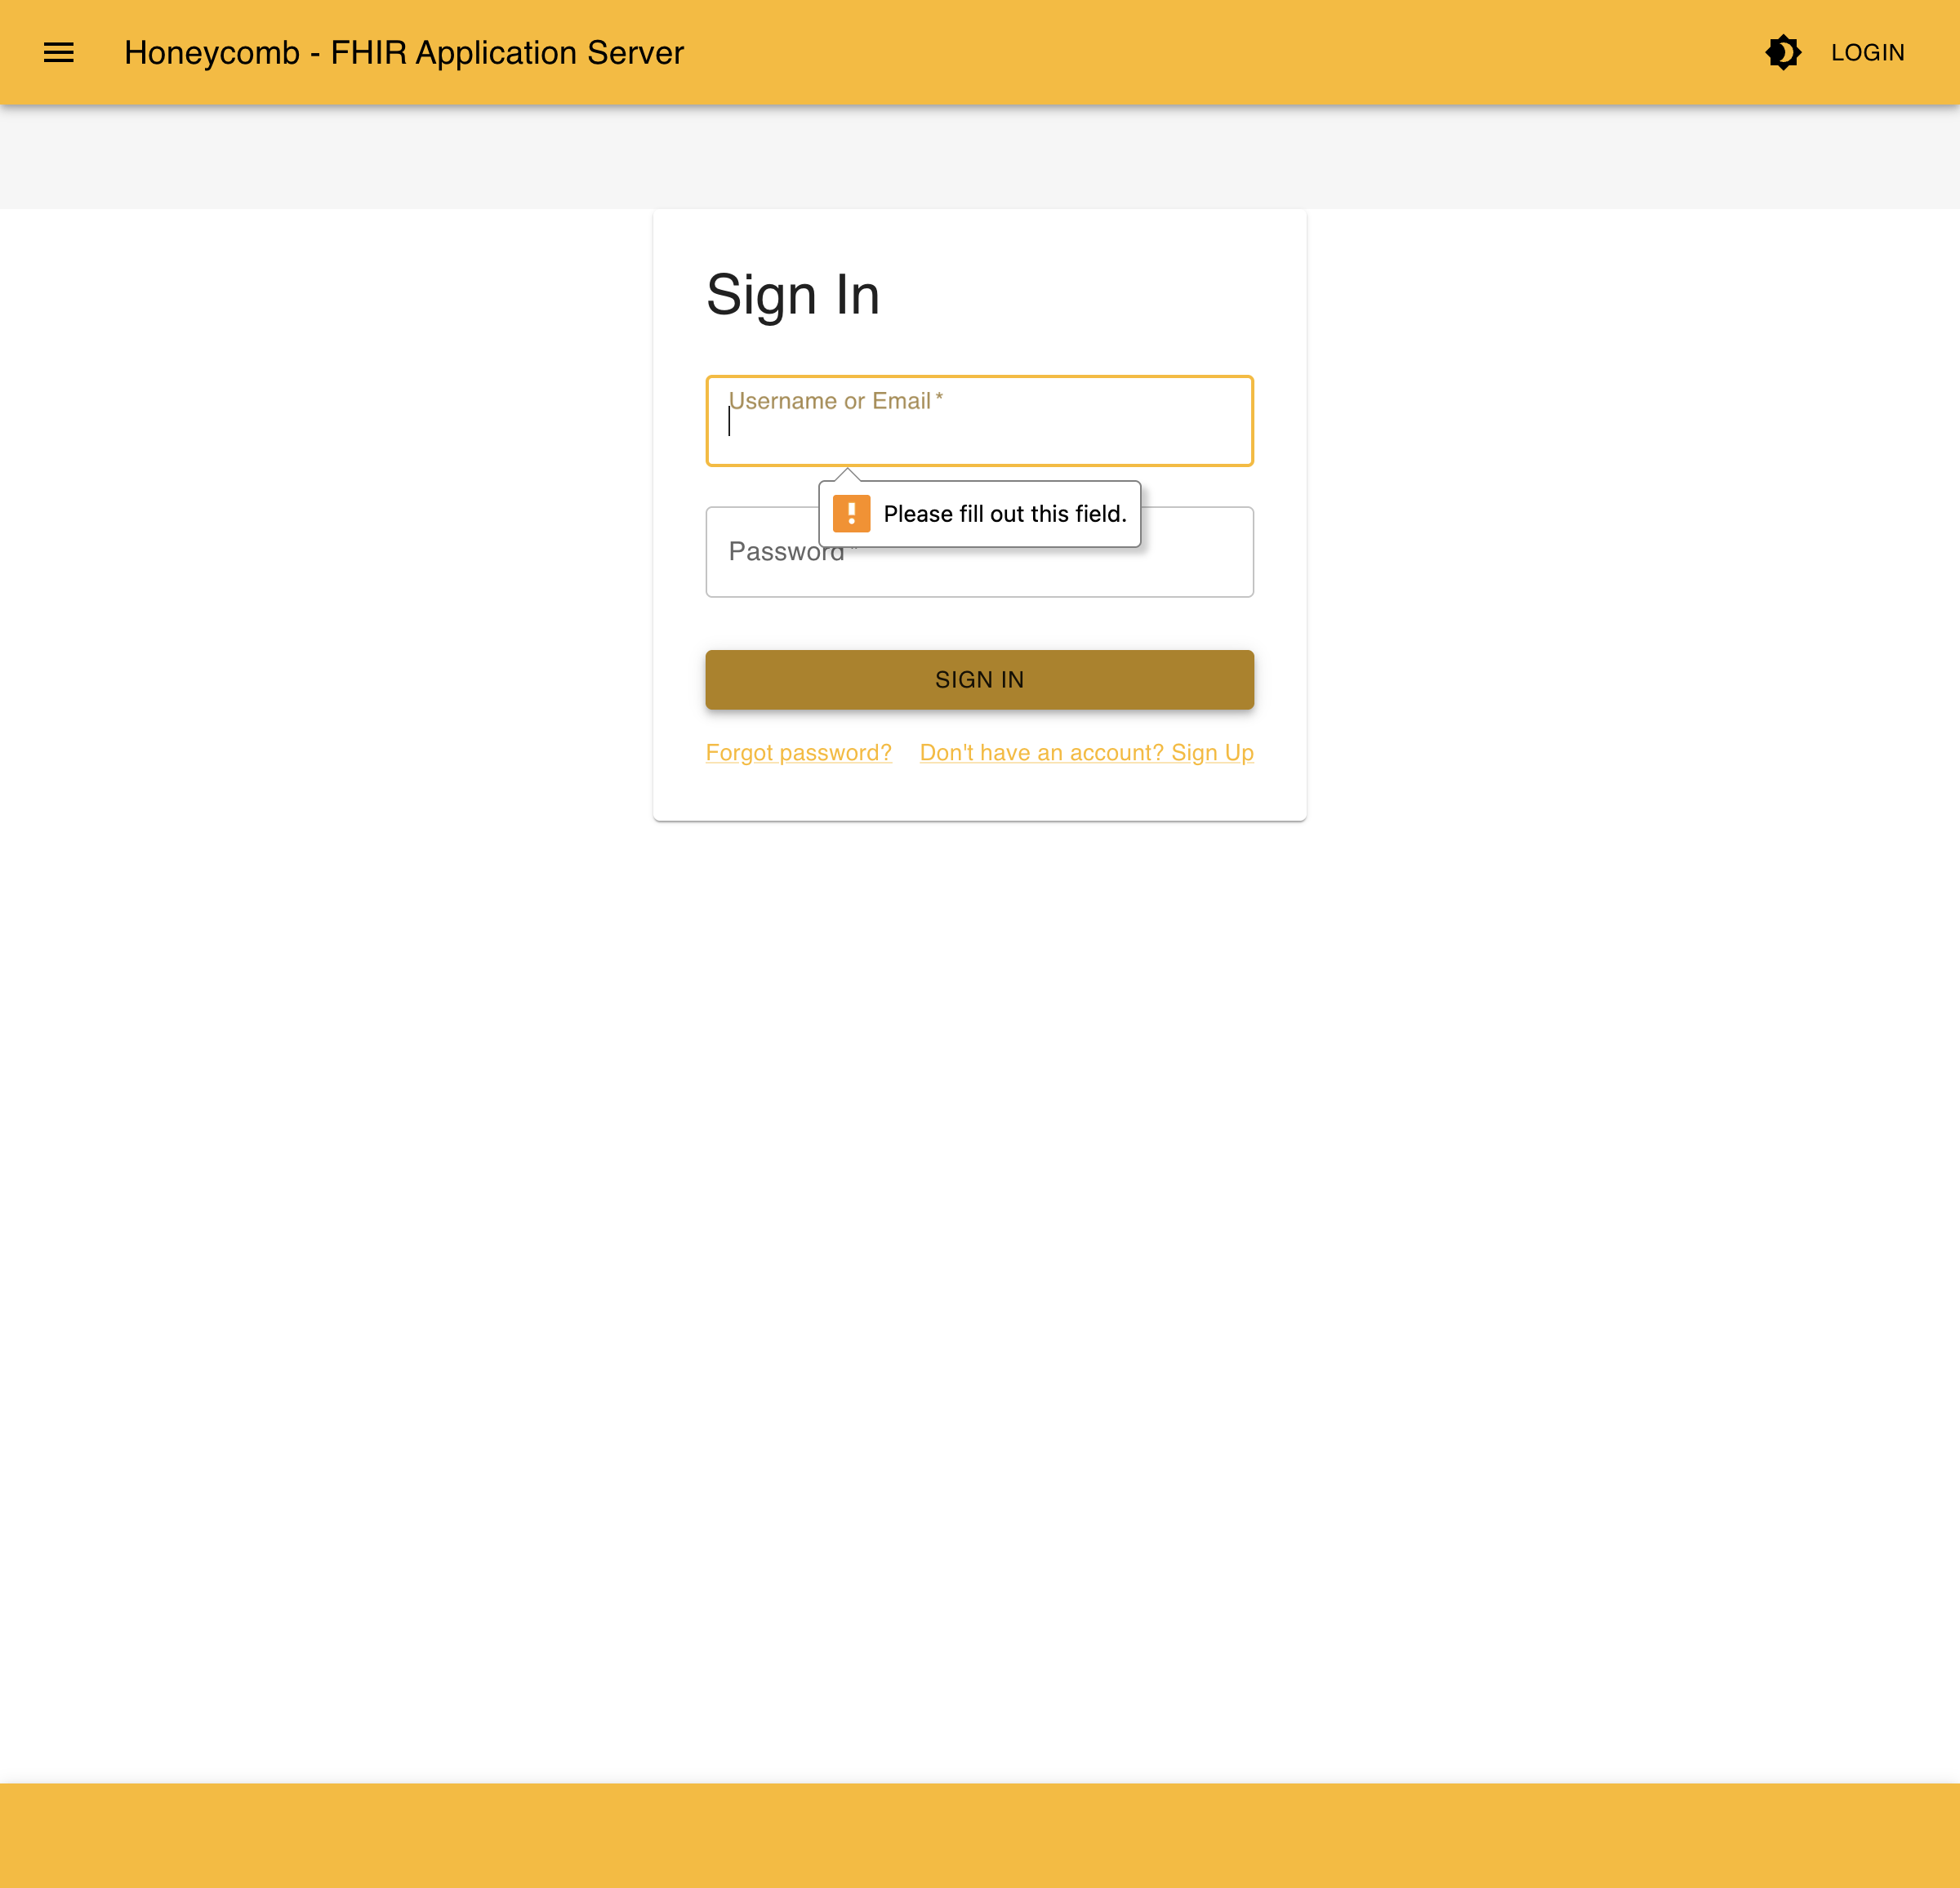 Honeycomb - FHIR Application Server
LOGIN
Sign In
Username or Email *
Please fill out this field.
Password
SIGN IN
Forgot password?
Don't have an account? Sign Up